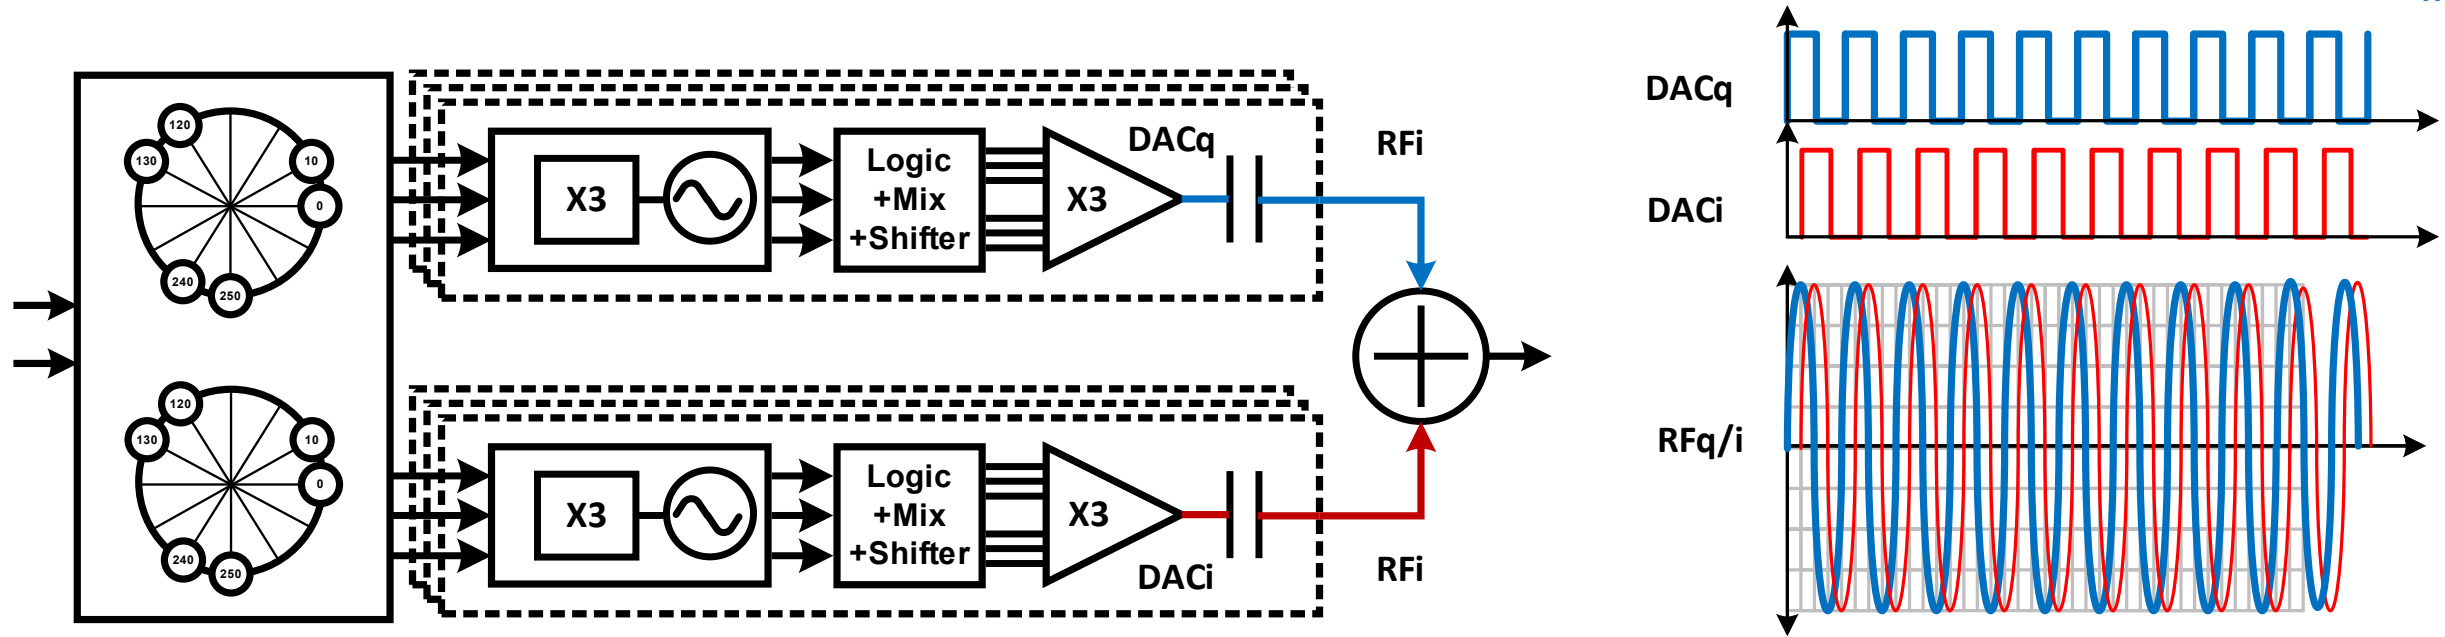 120
130
10
0
240
250
X3
Logic
+Mix
+Shifter
X3
DACq
RFi
120
130
10
0
240
250
X3
Logic
+Mix
+Shifter
X3
DACi
RFi
DACq
DACi
RFq/i